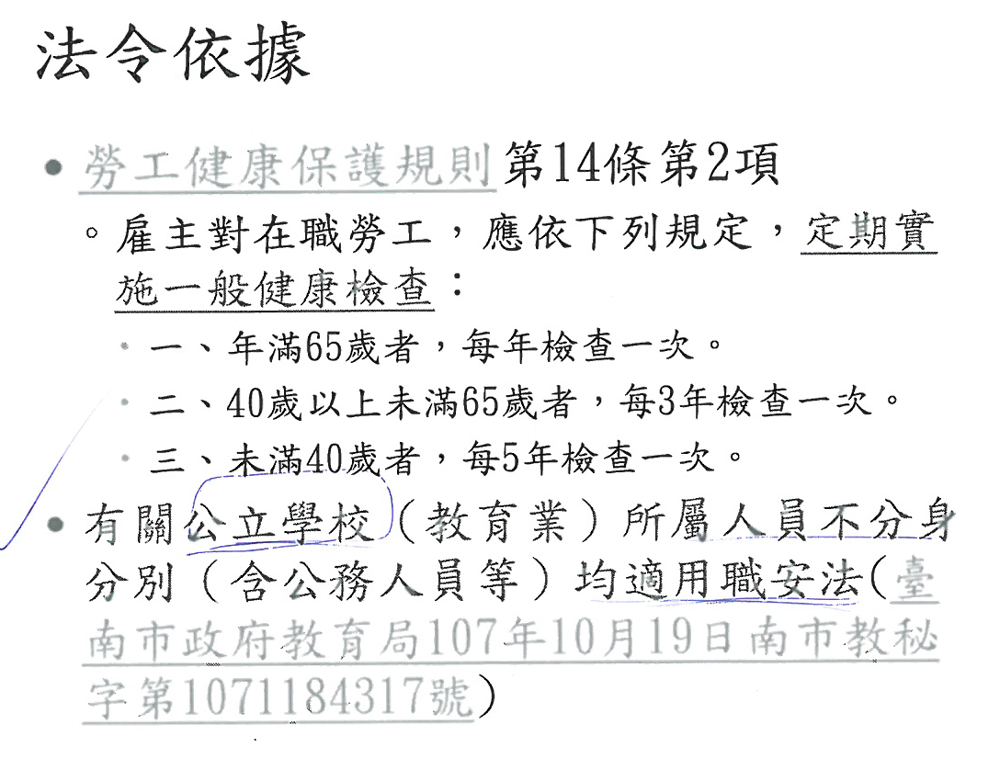 法令依據
• 勞工健康保護規則第14條第2項
◦ 雇主對在職勞工，應依下列規定，定期實
施一般健康檢查：
• 一、年滿65歲者，每年檢查一次。
• 二、40歲以上未滿65歲者，每3年檢查一次。
• 三、未滿40歲者，每5年檢查一次。
• 有關公立學校（教育業）所屬人員不分身
分別（含公務人員等）均適用職安法(臺
南市政府教育局107年10月19日南市教秘
字第1071184317號)